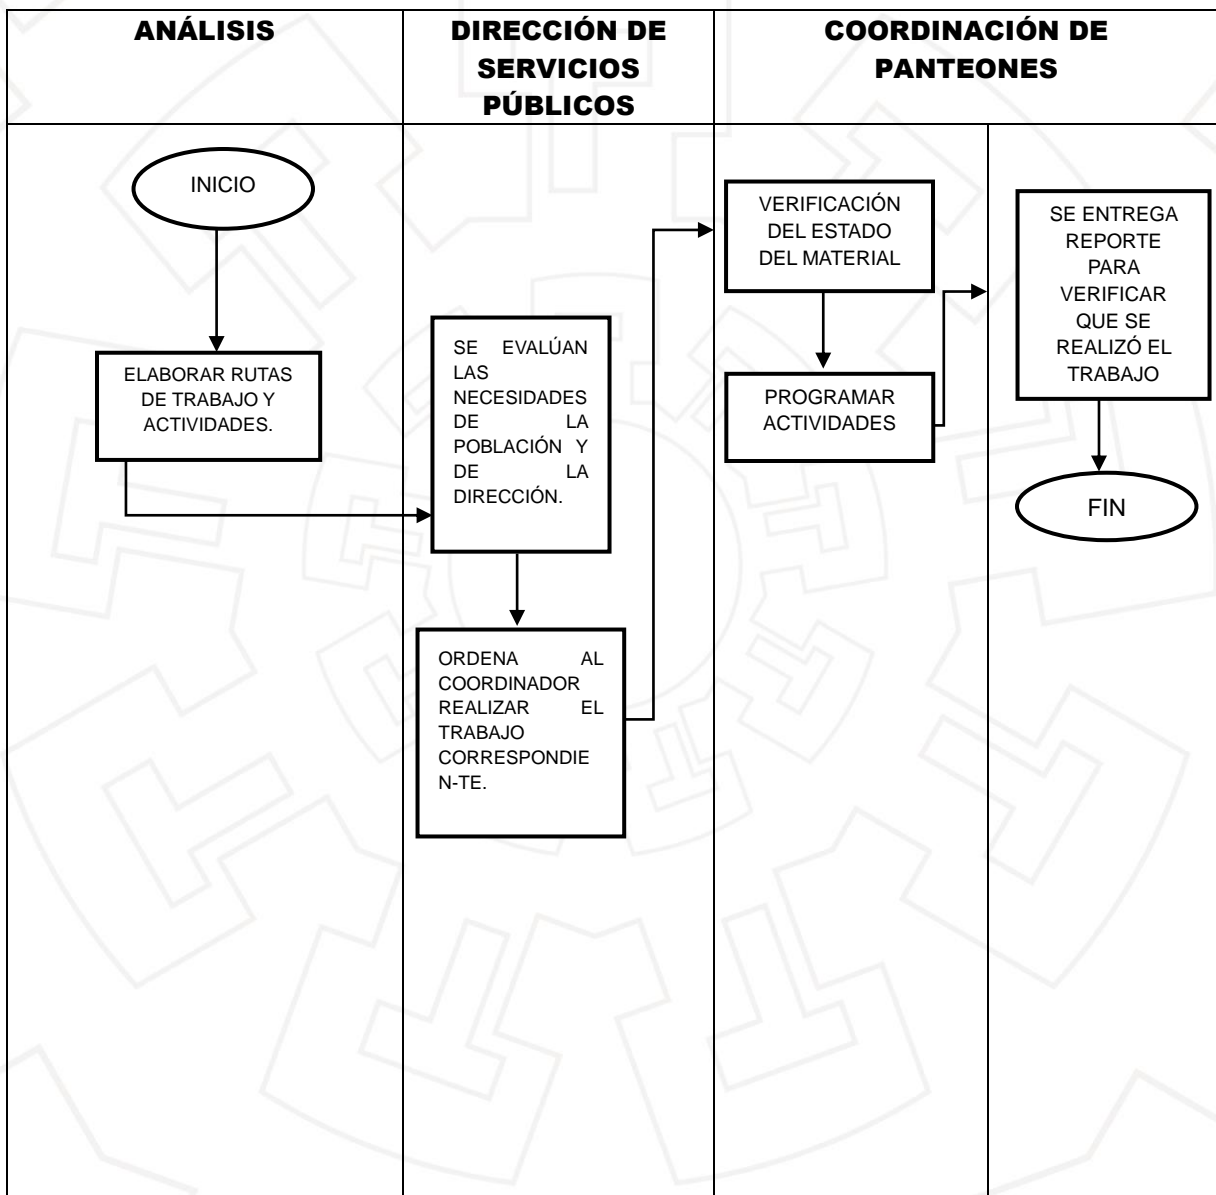 ANÁLISIS
DIRECCIÓN DE
SERVICIOS
PÚBLICOS
COORDINACIÓN DE
PANTEONES
INICIO
ELABORAR RUTAS
DE TRABAJO Y
ACTIVIDADES.
SE EVALÚAN
LAS
NECESIDADES
DE LA
POBLACIÓN Y
DE LA
DIRECCIÓN.
ORDENA AL
COORDINADOR
REALIZAR EL
TRABAJO
CORRESPONDIE
N-TE.
VERIFICACIÓN
DEL ESTADO
DEL MATERIAL
PROGRAMAR
ACTIVIDADES
SE ENTREGA
REPORTE
PARA
VERIFICAR
QUE SE
REALIZÓ EL
TRABAJO
FIN